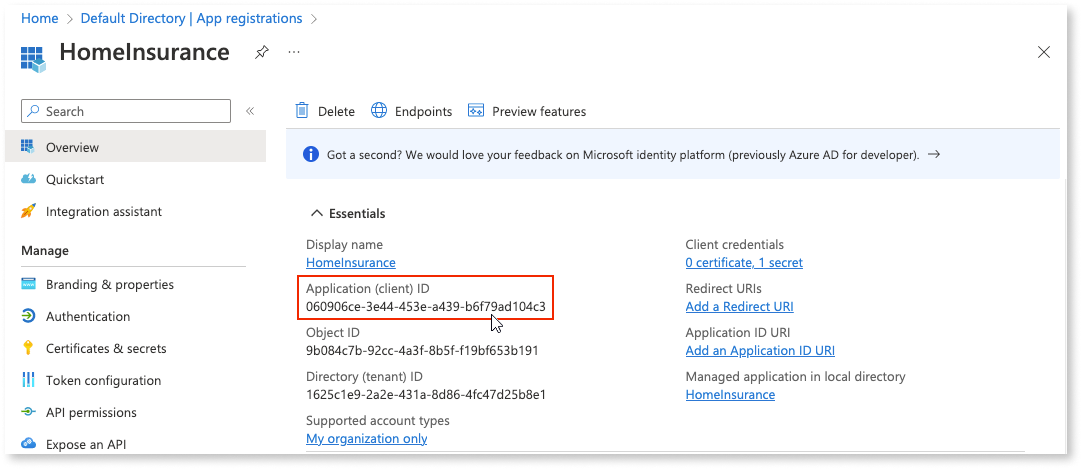 Home > Default Directory | App registrations >
HomeInsurance ...
Search «
Delete Endpoints Preview features
Overview
Got a second? We would love your feedback on Microsoft identity platform (previously Azure AD for developer). →
Quickstart
Integration assistant
Manage
Branding & properties
Authentication
Certificates & secrets
Token configuration
API permissions
Expose an API
Essentials
Display name
HomeInsurance
Application (client) ID
060906ce-3e44-453e-a439-b6f79ad104c3
Object ID
9b084c7b-92cc-4a3f-8b5f-f19bf653b191
Directory (tenant) ID
1625c1e9-2a2e-431a-8d86-4fc47d25b8e1
Supported account types
My organization only
Client credentials
0 certificate, 1 secret
Redirect URIs
Add a Redirect URI
Application ID URI
Add an Application ID URI
Managed application in local directory
HomeInsurance